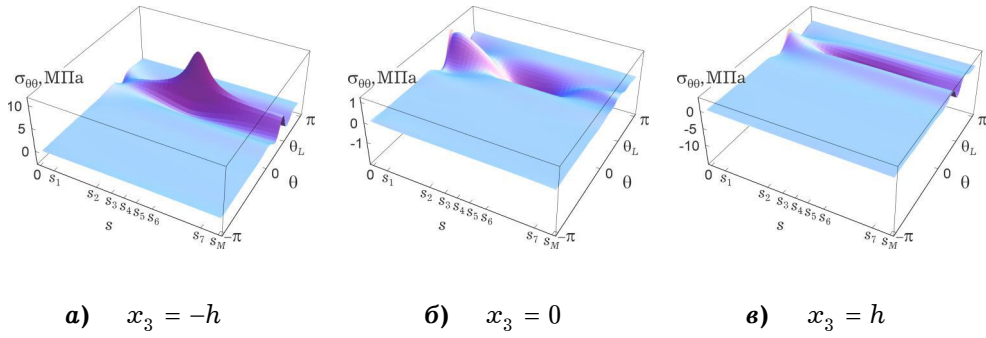 σθθ,МПа
10
5
0
0
s1
s2
s3
s4
s5
s6
s7
sM
−π
0
θL
π
s
θ
σθθ,МПа
1
0
-1
0
s1
s2
s3
s4
s5
s6
s7
sM
−π
0
θL
π
s
θ
σθθ,МПа
0
-5
-10
0
s1
s2
s3
s4
s5
s6
s7
sM
−π
0
θL
π
s
θ
а) x3 = −h
б) x3 = 0
в) x3 = h